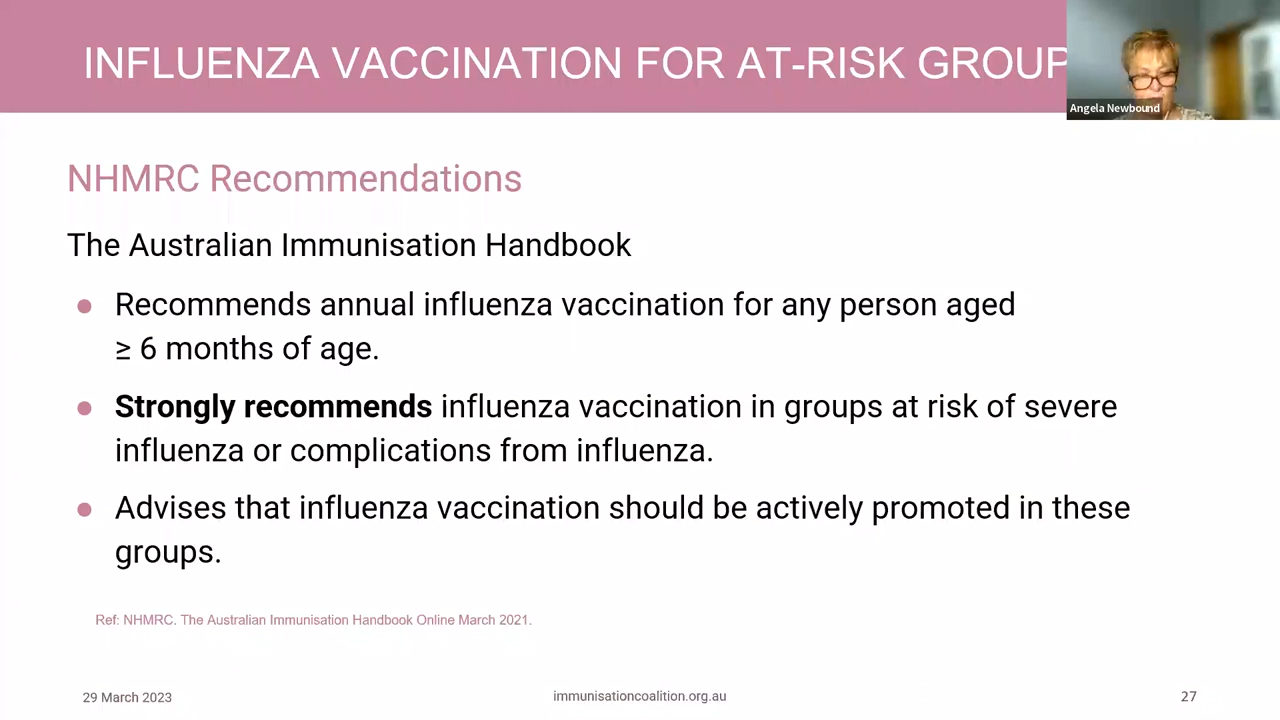 INFLUENZA VACCINATION FOR AT-RISK GROUP
Angela Newbound
NHMRC Recommendations
The Australian Immunisation Handbook
● Recommends annual influenza vaccination for any person aged
≥ 6 months of age.
● Strongly recommends influenza vaccination in groups at risk of severe
influenza or complications from influenza.
● Advises that influenza vaccination should be actively promoted in these
groups.
Ref: NHMRC. The Australian Immunisation Handbook Online March 2021.
29 March 2023
immunisationcoalition.org.au
27